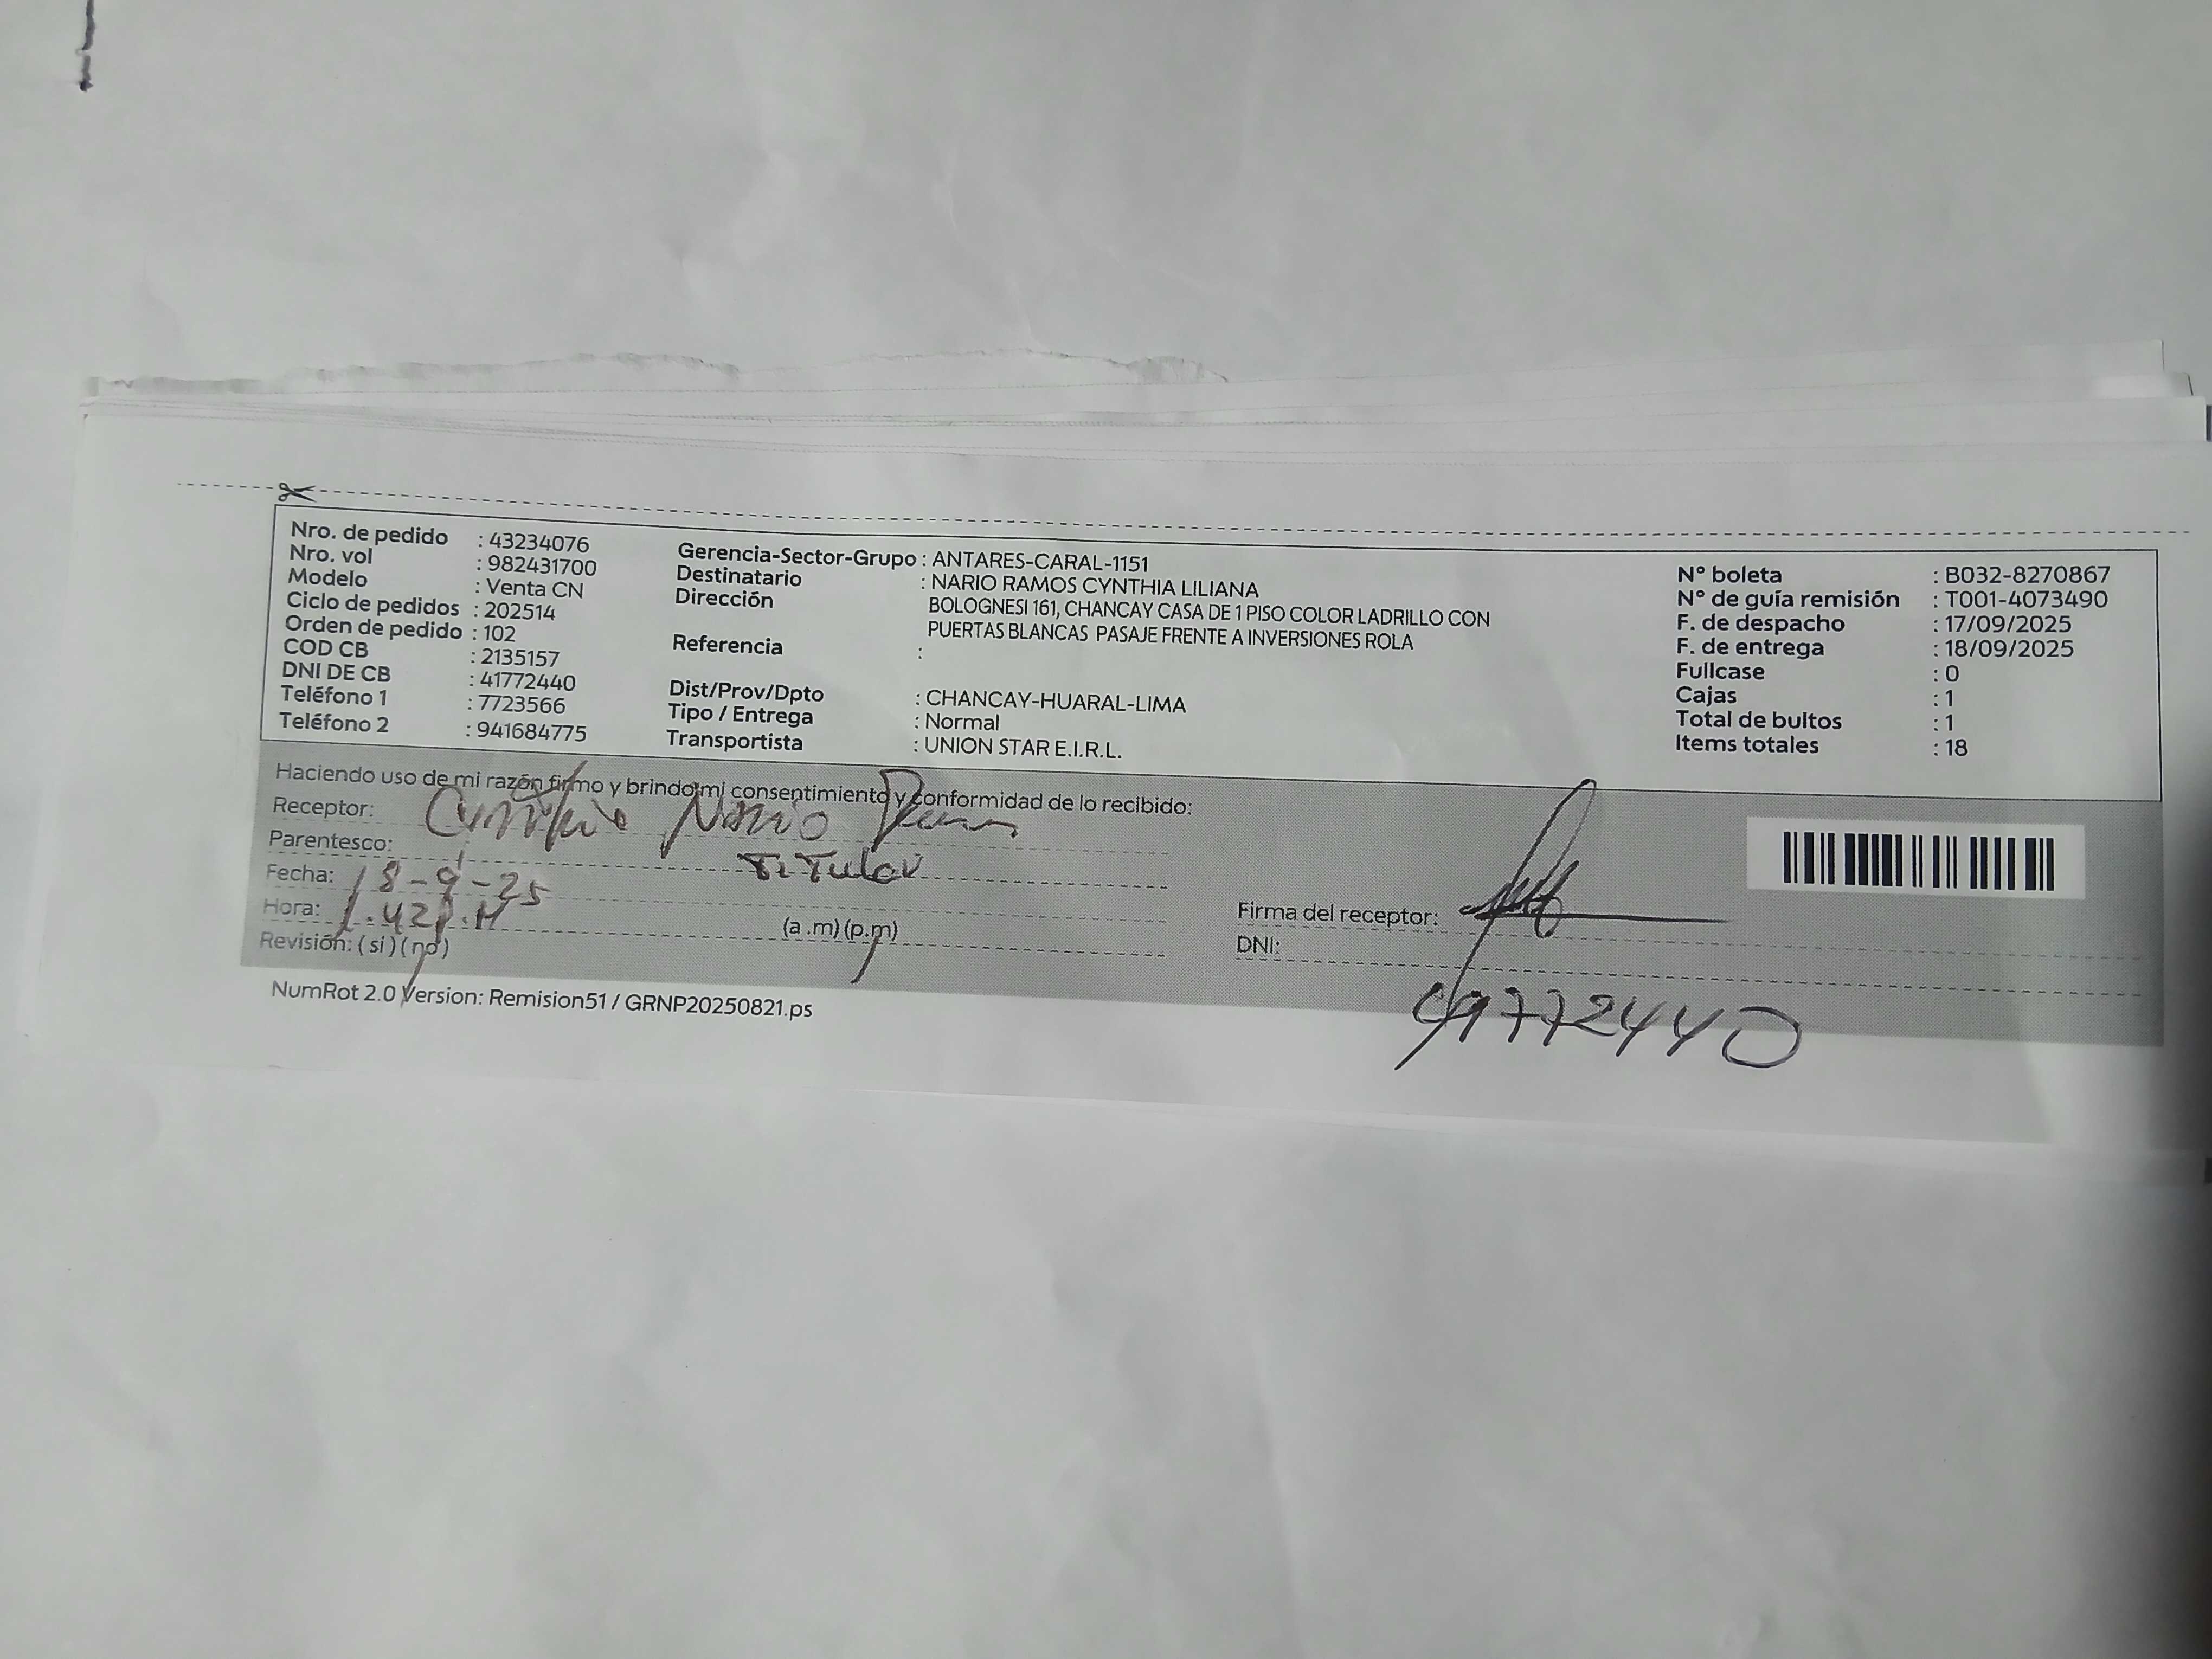 Nro. de pedido : 43234076
Nro. vol : 982431700
Modelo : Venta CN
Ciclo de pedidos : 202514
Orden de pedido : 102
COD CB : 2135157
DNI DE CB : 41772440
Teléfono 1 : 7723566
Teléfono 2 : 941684775
Gerencia-Sector-Grupo : ANTARES-CARAL-1151
Destinatario : NARIO RAMOS CYNTHIA LILIANA
Dirección BOLOGNESI 161, CHANCAY CASA DE 1 PISO COLOR LADRILLO CON
PUERTAS BLANCAS PASAJE FRENTE A INVERSIONES ROLA
Referencia :
Dist/Prov/Dpto : CHANCAY-HUARAL-LIMA
Tipo / Entrega : Normal
Transportista : UNION STAR E.I.R.L.
N° boleta : B032-8270867
N° de guía remisión : T001-4073490
F. de despacho : 17/09/2025
F. de entrega : 18/09/2025
Fullcase : 0
Cajas : 1
Total de bultos : 1
Items totales : 18
Haciendo uso de mi razón firmo y brindo mi consentimiento y conformidad de lo recibido:
Receptor: Cynthia Nario
Parentesco: Titular
Fecha: 18-9-25
Hora: 1.42 P.M (a .m) (p.m)
Revisión: (si) (no)
Firma del receptor:
DNI:
NumRot 2.0 Version: Remision51 / GRNP20250821.ps